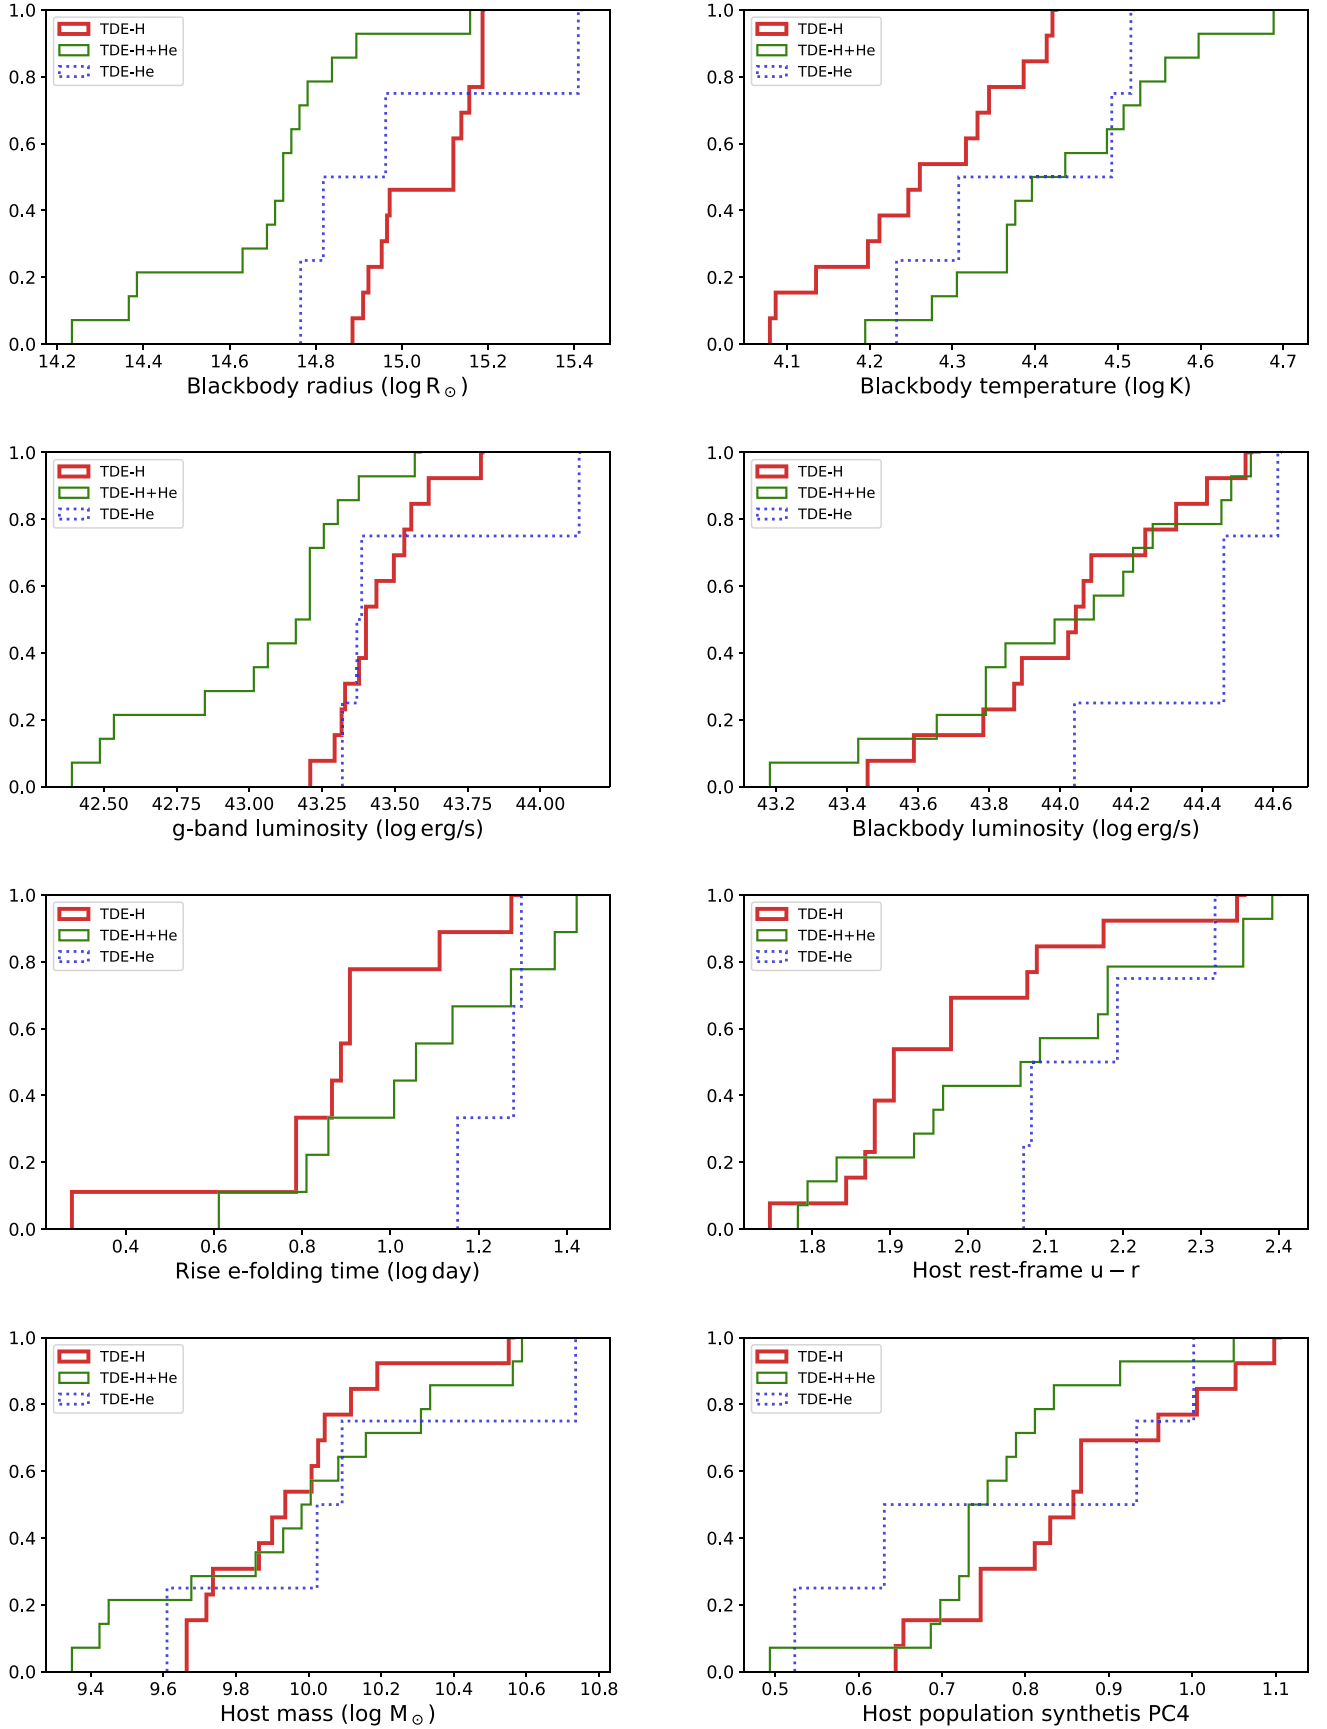 1.0
0.8
0.6
0.4
0.2
0.0
TDE-H
TDE-H+He
TDE-He
14.2 14.4 14.6 14.8 15.0 15.2 15.4
Blackbody radius (log R⊙)
1.0
0.8
0.6
0.4
0.2
0.0
TDE-H
TDE-H+He
TDE-He
4.1 4.2 4.3 4.4 4.5 4.6 4.7
Blackbody temperature (log K)
1.0
0.8
0.6
0.4
0.2
0.0
TDE-H
TDE-H+He
TDE-He
42.50 42.75 43.00 43.25 43.50 43.75 44.00
g-band luminosity (log erg/s)
1.0
0.8
0.6
0.4
0.2
0.0
TDE-H
TDE-H+He
TDE-He
43.2 43.4 43.6 43.8 44.0 44.2 44.4 44.6
Blackbody luminosity (log erg/s)
1.0
0.8
0.6
0.4
0.2
0.0
TDE-H
TDE-H+He
TDE-He
0.4 0.6 0.8 1.0 1.2 1.4
Rise e-folding time (log day)
1.0
0.8
0.6
0.4
0.2
0.0
TDE-H
TDE-H+He
TDE-He
1.8 1.9 2.0 2.1 2.2 2.3 2.4
Host rest-frame u − r
1.0
0.8
0.6
0.4
0.2
0.0
TDE-H
TDE-H+He
TDE-He
9.4 9.6 9.8 10.0 10.2 10.4 10.6 10.8
Host mass (log M⊙)
1.0
0.8
0.6
0.4
0.2
0.0
TDE-H
TDE-H+He
TDE-He
0.5 0.6 0.7 0.8 0.9 1.0 1.1
Host population synthetis PC4